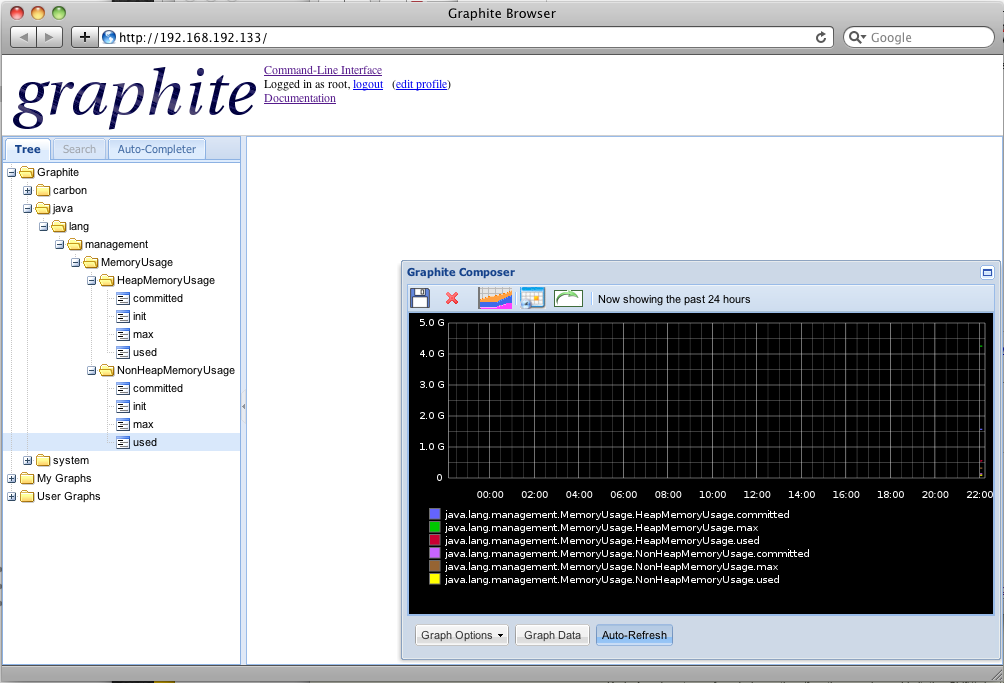 Graphite Browser
http://192.168.192.133/
Google
graphite
Command-Line Interface
Logged in as root, logout (edit profile)
Documentation
Tree Search Auto-Completer
Graphite
carbon
java
lang
management
MemoryUsage
HeapMemoryUsage
committed
init
max
used
NonHeapMemoryUsage
committed
init
max
used
system
My Graphs
User Graphs
Graphite Composer
Now showing the past 24 hours
5.0 G
4.0 G
3.0 G
2.0 G
1.0 G
0
00:00 02:00 04:00 06:00 08:00 10:00 12:00 14:00 16:00 18:00 20:00 22:00
java.lang.management.MemoryUsage.HeapMemoryUsage.committed
java.lang.management.MemoryUsage.HeapMemoryUsage.max
java.lang.management.MemoryUsage.HeapMemoryUsage.used
java.lang.management.MemoryUsage.NonHeapMemoryUsage.committed
java.lang.management.MemoryUsage.NonHeapMemoryUsage.max
java.lang.management.MemoryUsage.NonHeapMemoryUsage.used
Graph Options Graph Data Auto-Refresh